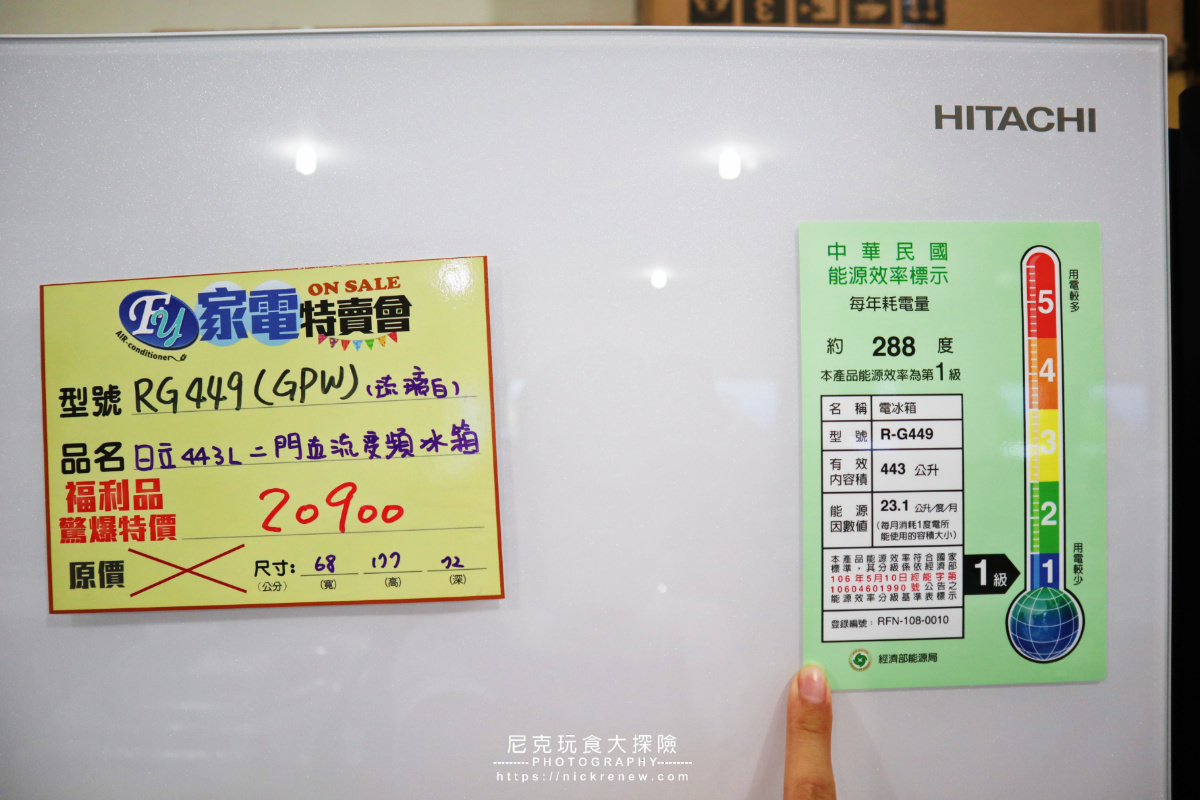 HITACHI
Fy 家電特賣會 ON SALE
AIR-conditioner
型號 RG449(GPW)(琉璃白)
品名 日立443L二門直流變頻冰箱
福利品
驚爆特價 20900
原價
尺寸: 68 177 72
(公分) (寬) (高) (深)
中華民國
能源效率標示
每年耗電量
約 288 度
本產品能源效率為第1級
名稱 電冰箱
型號 R-G449
有效內容積 443 公升
能源因數值 23.1 公升/度/月
(每月消耗1度電所
能使用的容積大小)
本產品能源效率符合國家
標準，其分級係依經濟部
106年5月10日經能字第
10604601990號公告之
能源效率分級基準表標示
登錄編號：RFN-108-0010
經濟部能源局
用電較多
5
4
3
2
1
用電較少
1級
尼克玩食大探險
PHOTOGRAPHY
https://nickrenew.com